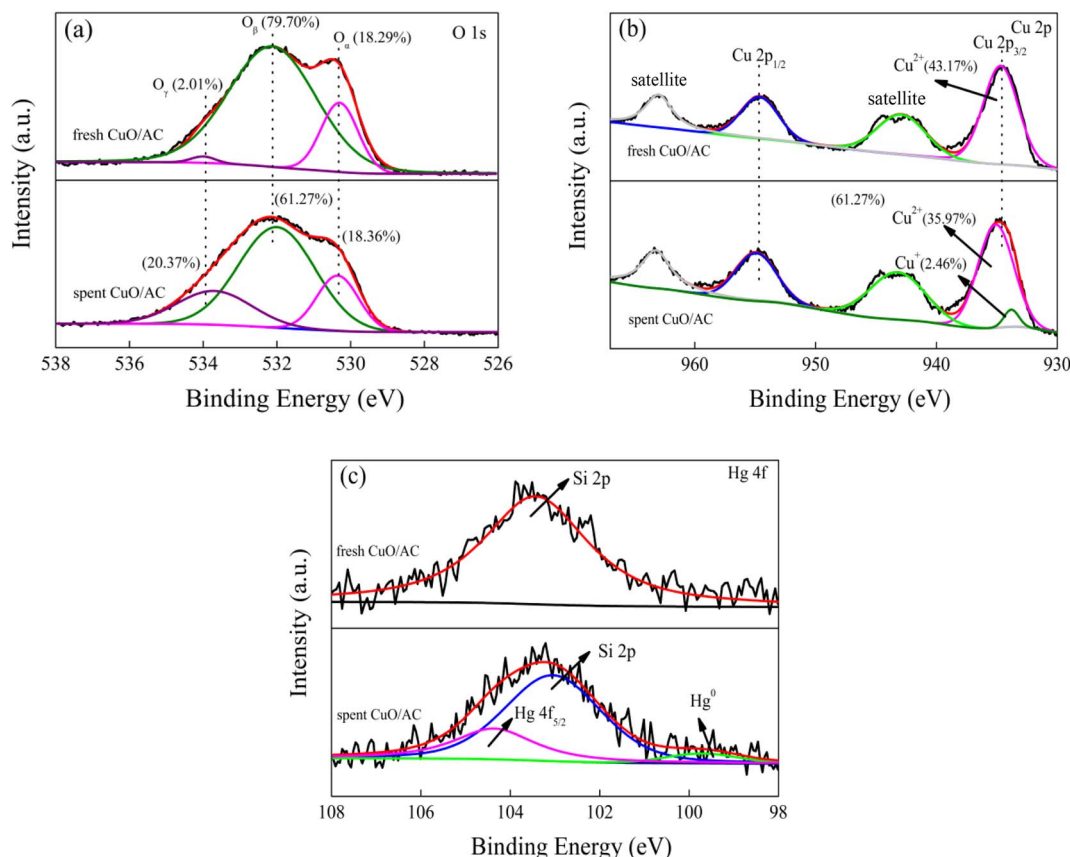 (a)
O 1s
Oβ (79.70%)
Oα (18.29%)
Oγ (2.01%)
fresh CuO/AC
(61.27%)
(18.36%)
(20.37%)
spent CuO/AC
Intensity (a.u.)
538 536 534 532 530 528 526
Binding Energy (eV)
(b)
Cu 2p
Cu 2p1/2
Cu 2p3/2
Cu2+(43.17%)
satellite
satellite
fresh CuO/AC
(61.27%)
Cu2+(35.97%)
Cu+(2.46%)
spent CuO/AC
Intensity (a.u.)
960 950 940 930
Binding Energy (eV)
(c)
Hg 4f
Si 2p
fresh CuO/AC
Si 2p
Hg0
Hg 4f5/2
spent CuO/AC
Intensity (a.u.)
108 106 104 102 100 98
Binding Energy (eV)